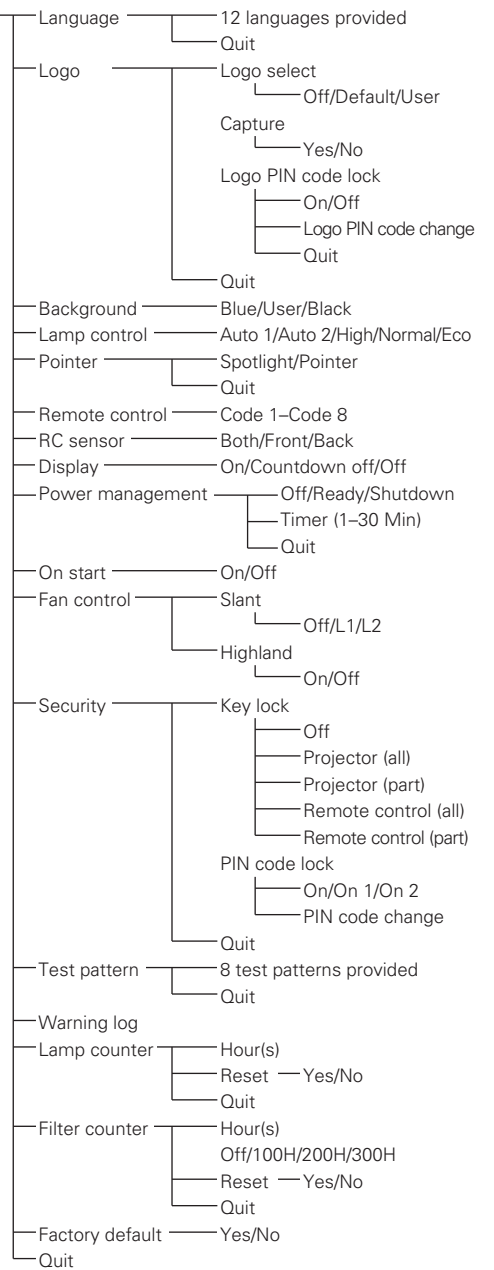 Language 12 languages provided
Quit
Logo Logo select
Off/Default/User
Capture
Yes/No
Logo PIN code lock
On/Off
Logo PIN code change
Quit
Quit
Background Blue/User/Black
Lamp control Auto 1/Auto 2/High/Normal/Eco
Pointer Spotlight/Pointer
Quit
Remote control Code 1–Code 8
RC sensor Both/Front/Back
Display On/Countdown off/Off
Power management Off/Ready/Shutdown
Timer (1–30 Min)
Quit
On start On/Off
Fan control Slant
Off/L1/L2
Highland
On/Off
Security Key lock
Off
Projector (all)
Projector (part)
Remote control (all)
Remote control (part)
PIN code lock
On/On 1/On 2
PIN code change
Quit
Test pattern 8 test patterns provided
Quit
Warning log
Lamp counter Hour(s)
Reset Yes/No
Quit
Filter counter Hour(s)
Off/100H/200H/300H
Reset Yes/No
Quit
Factory default Yes/No
Quit